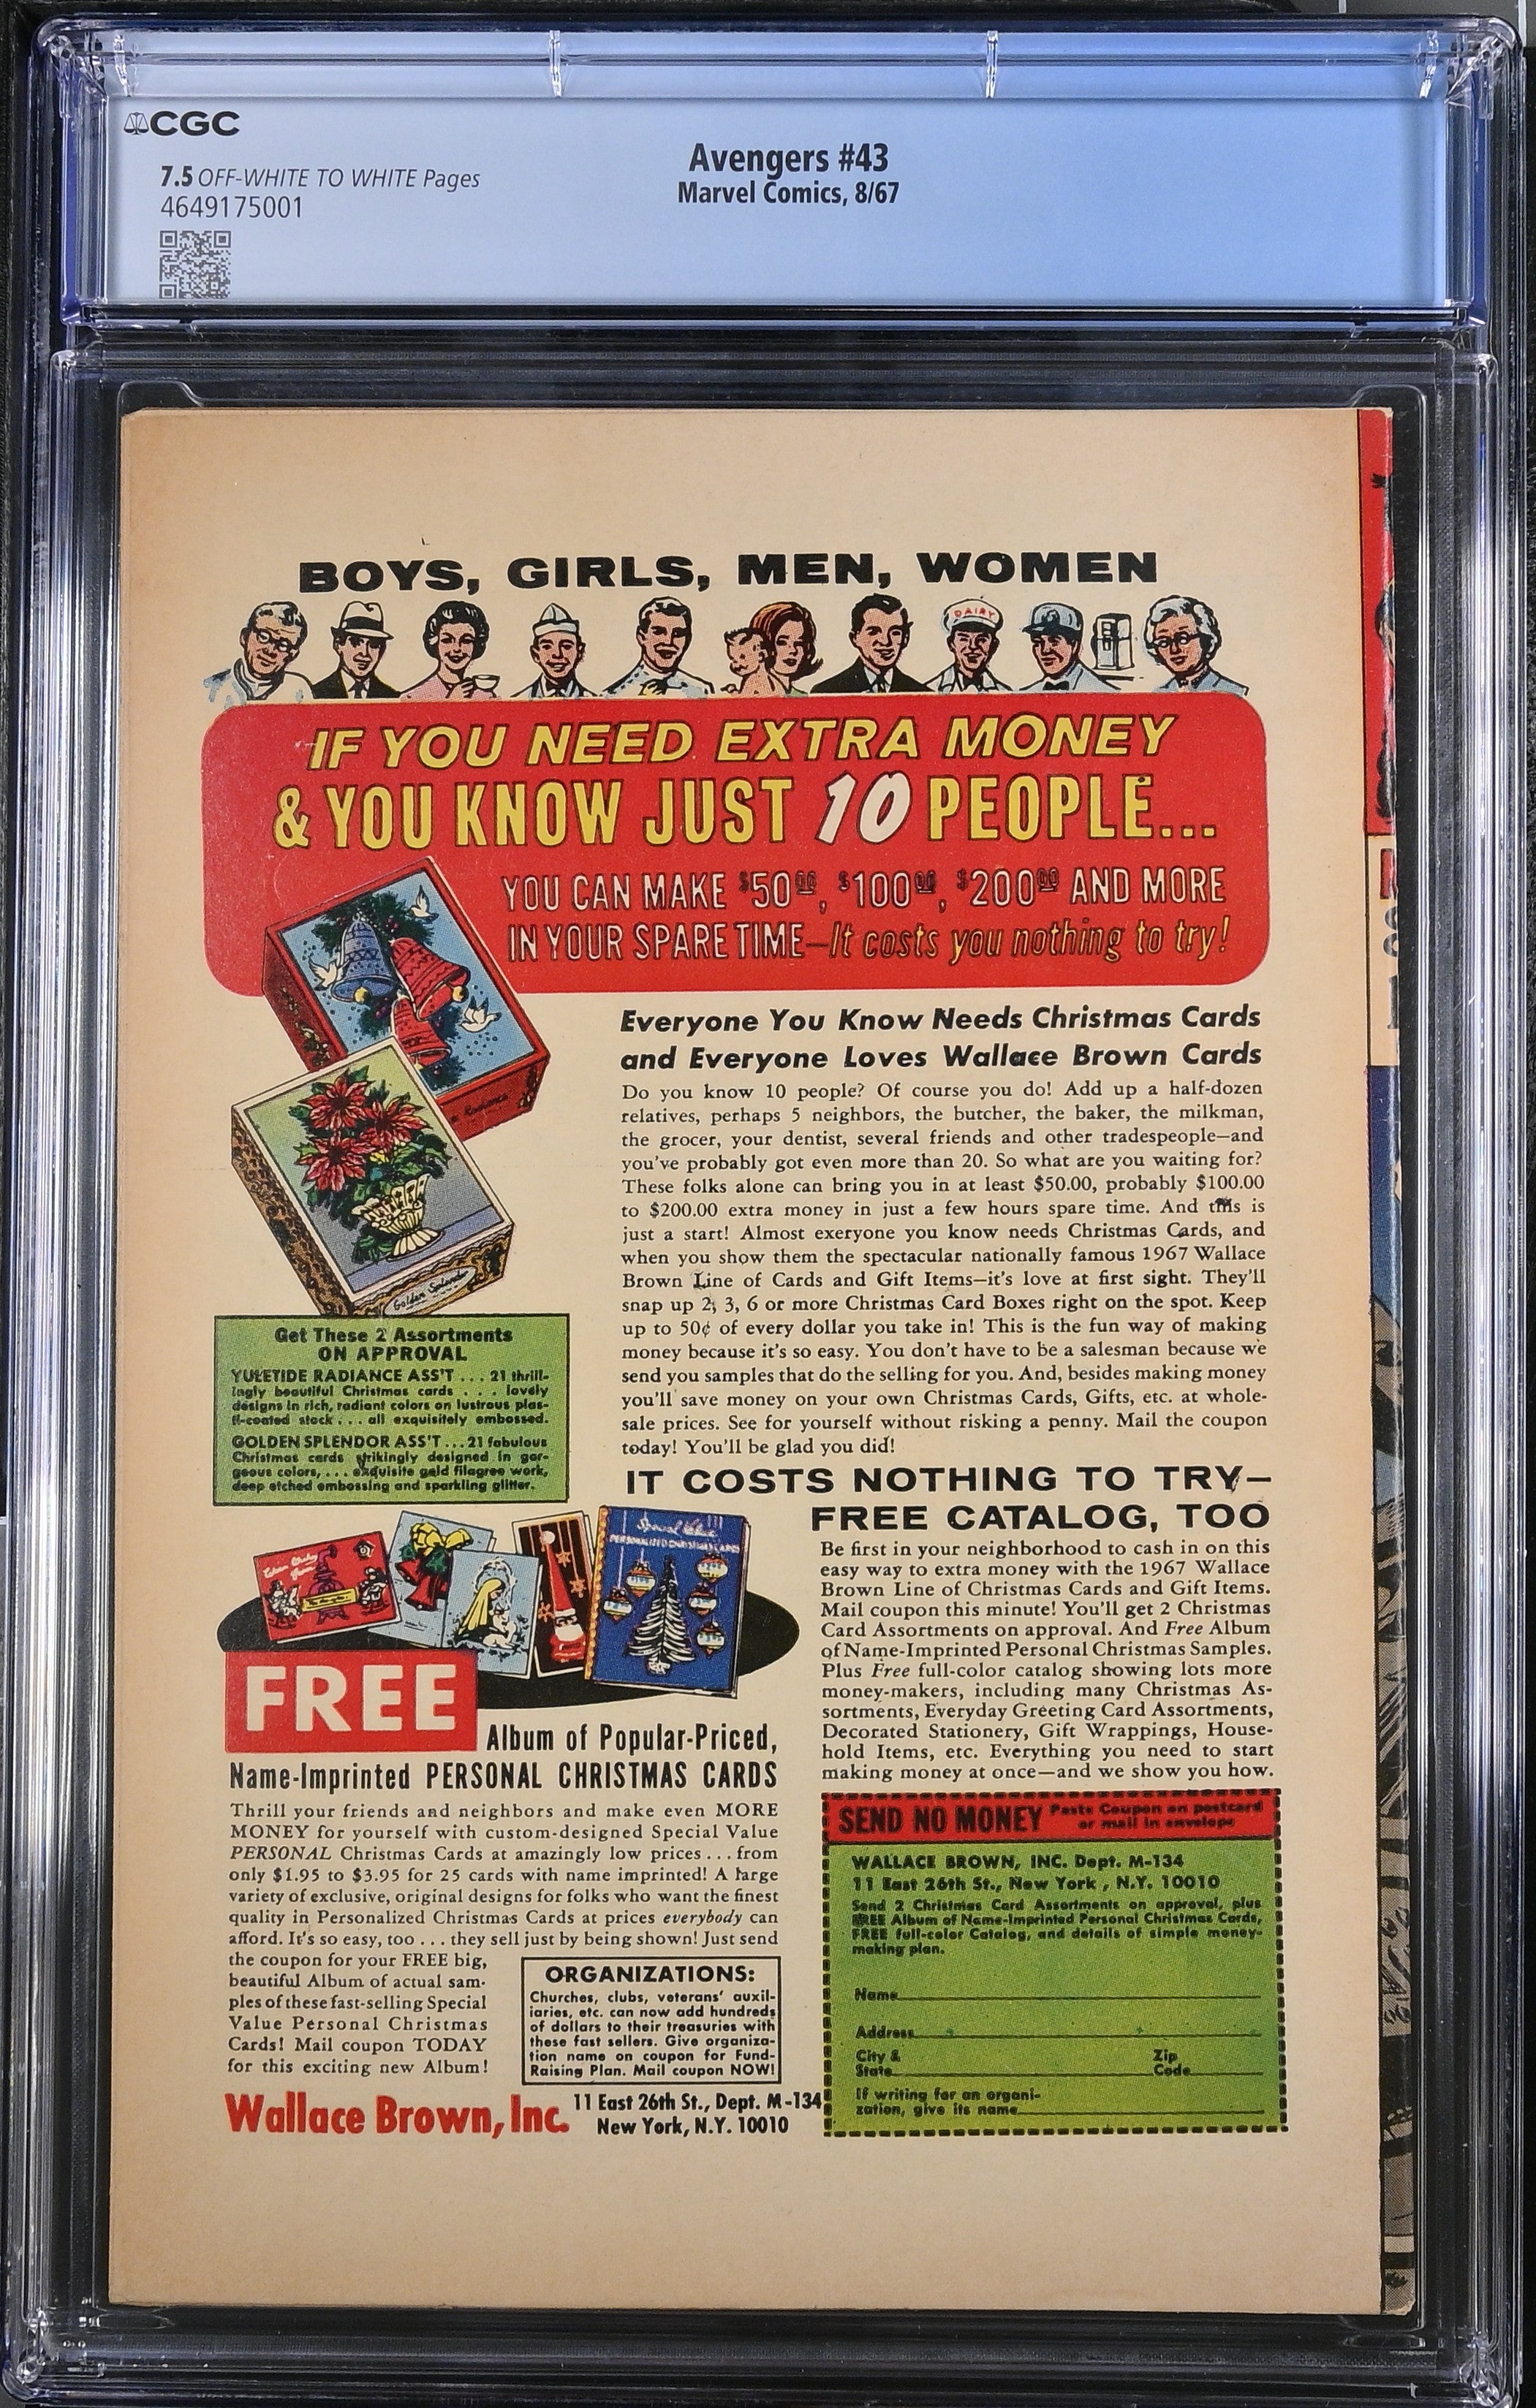 CGC
7.5 OFF-WHITE TO WHITE Pages
4649175001
Avengers #43
Marvel Comics, 8/67
BOYS, GIRLS, MEN, WOMEN
DAIRY
IF YOU NEED EXTRA MONEY
& YOU KNOW JUST 10 PEOPLE...
YOU CAN MAKE $50.00, $100.00, $200.00 AND MORE
IN YOUR SPARE TIME—It costs you nothing to try!
Everyone You Know Needs Christmas Cards
and Everyone Loves Wallace Brown Cards
Do you know 10 people? Of course you do! Add up a half-dozen
relatives, perhaps 5 neighbors, the butcher, the baker, the milkman,
the grocer, your dentist, several friends and other tradespeople—and
you've probably got even more than 20. So what are you waiting for?
These folks alone can bring you in at least $50.00, probably $100.00
to $200.00 extra money in just a few hours spare time. And this is
just a start! Almost exeryone you know needs Christmas Cards, and
when you show them the spectacular nationally famous 1967 Wallace
Brown Line of Cards and Gift Items—it's love at first sight. They'll
snap up 2, 3, 6 or more Christmas Card Boxes right on the spot. Keep
up to 50¢ of every dollar you take in! This is the fun way of making
money because it's so easy. You don't have to be a salesman because we
send you samples that do the selling for you. And, besides making money
you'll save money on your own Christmas Cards, Gifts, etc. at whole-
sale prices. See for yourself without risking a penny. Mail the coupon
today! You'll be glad you did!
Radiance
Golden Splendor
Get These 2 Assortments
ON APPROVAL
YULETIDE RADIANCE ASS'T . . . 21 thrill-
ingly beautiful Christmas cards . . . lovely
designs in rich, radiant colors on lustrous plas-
ti-coated stock . . . all exquisitely embossed.
GOLDEN SPLENDOR ASS'T . . . 21 fabulous
Christmas cards strikingly designed in gor-
geous colors, . . . exquisite gold filagree work,
deep etched embossing and sparkling glitter.
IT COSTS NOTHING TO TRY—
FREE CATALOG, TOO
Be first in your neighborhood to cash in on this
easy way to extra money with the 1967 Wallace
Brown Line of Christmas Cards and Gift Items.
Mail coupon this minute! You'll get 2 Christmas
Card Assortments on approval. And Free Album
of Name-Imprinted Personal Christmas Samples.
Plus Free full-color catalog showing lots more
money-makers, including many Christmas As-
sortments, Everyday Greeting Card Assortments,
Decorated Stationery, Gift Wrappings, House-
hold Items, etc. Everything you need to start
making money at once—and we show you how.
Special Value
PERSONALIZED CHRISTMAS CARDS
FREE
Album of Popular-Priced,
Name-Imprinted PERSONAL CHRISTMAS CARDS
Thrill your friends and neighbors and make even MORE
MONEY for yourself with custom-designed Special Value
PERSONAL Christmas Cards at amazingly low prices . . . from
only $1.95 to $3.95 for 25 cards with name imprinted! A large
variety of exclusive, original designs for folks who want the finest
quality in Personalized Christmas Cards at prices everybody can
afford. It's so easy, too . . . they sell just by being shown! Just send
the coupon for your FREE big,
beautiful Album of actual sam-
ples of these fast-selling Special
Value Personal Christmas
Cards! Mail coupon TODAY
for this exciting new Album!
ORGANIZATIONS:
Churches, clubs, veterans' auxil-
iaries, etc. can now add hundreds
of dollars to their treasuries with
these fast sellers. Give organiza-
tion name on coupon for Fund-
Raising Plan. Mail coupon NOW!
Wallace Brown, Inc.
11 East 26th St., Dept. M-134
New York, N.Y. 10010
SEND NO MONEY
Paste Coupon on postcard
or mail in envelope
WALLACE BROWN, INC. Dept. M-134
11 East 26th St., New York , N.Y. 10010
Send 2 Christmas Card Assortments on approval, plus
FREE Album of Name-Imprinted Personal Christmas Cards,
FREE full-color Catalog, and details of simple money-
making plan.
Name
Address
City &
State
Zip
Code
If writing for an organi-
zation, give its name